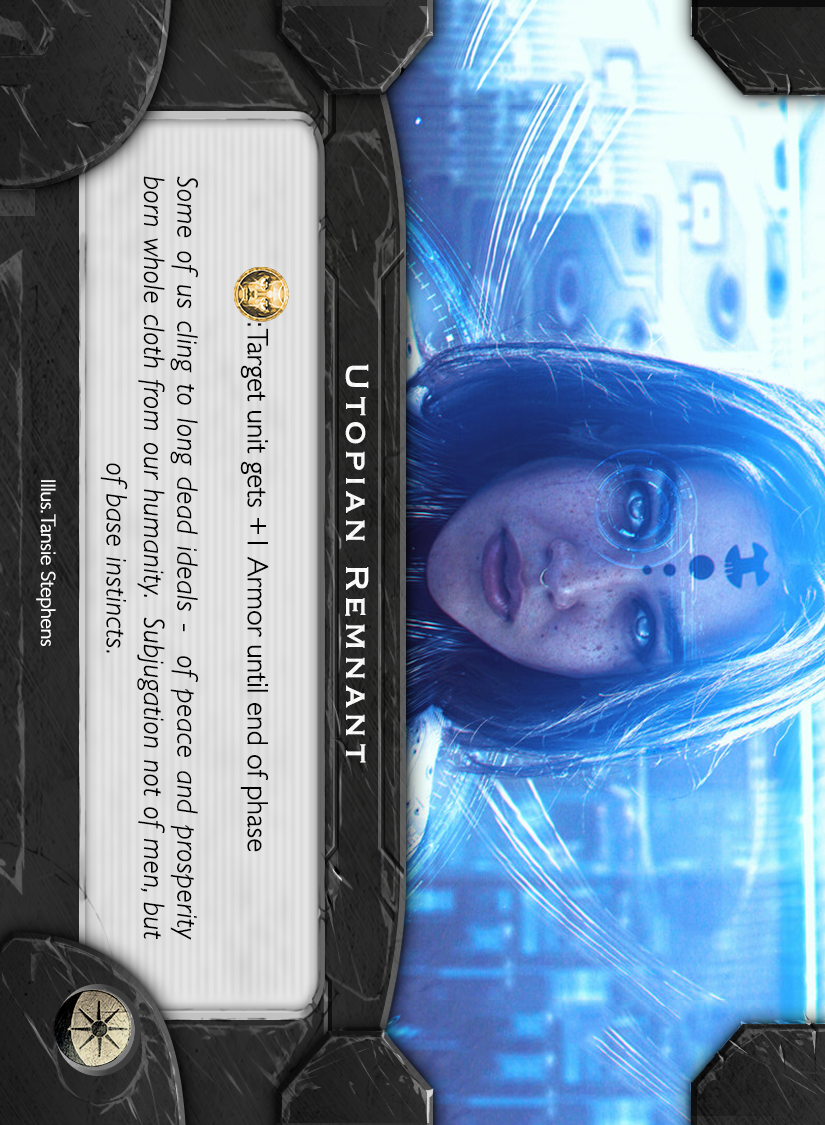 UTOPIAN REMNANT
: Target unit gets +1 Armor until end of phase
Some of us cling to long dead ideals - of peace and prosperity
born whole cloth from our humanity. Subjugation not of men, but
of base instincts.
Illus. Tansie Stephens